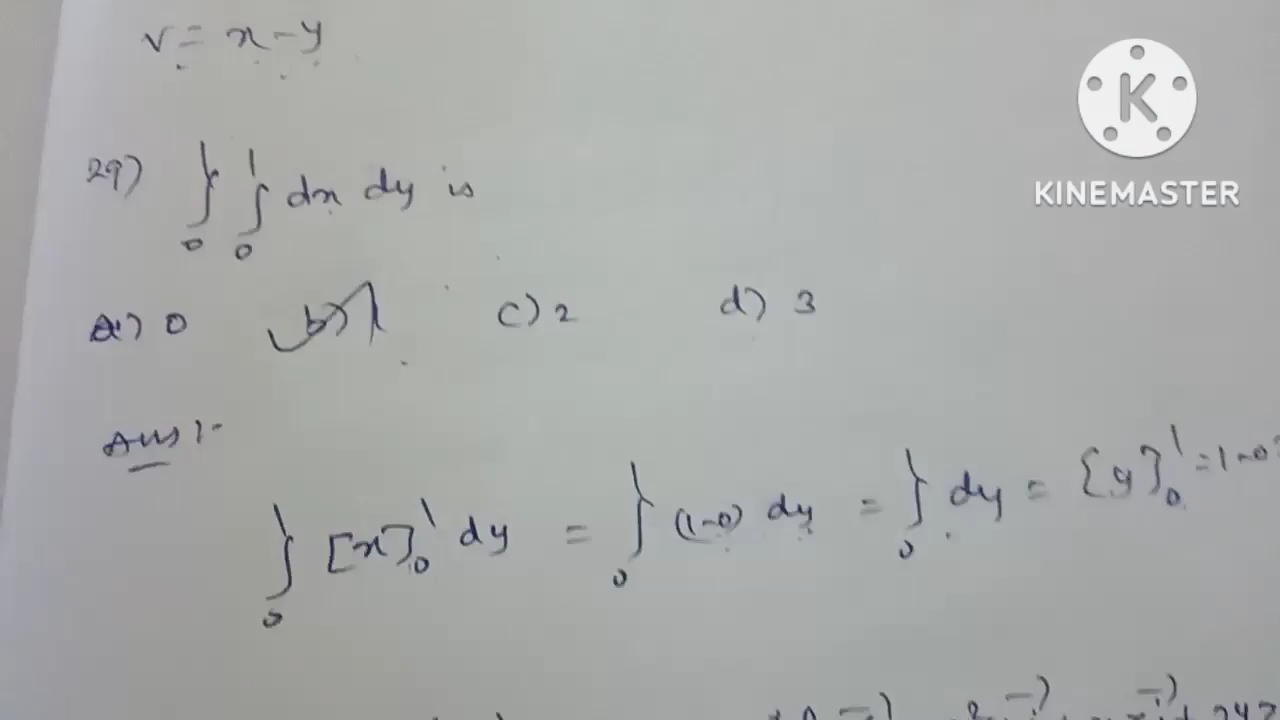 v = x - y
K
KINEMASTER
29) ∫₀¹ ∫₀¹ dx dy is
a) 0 b) 1 c) 2 d) 3
Ans :-
∫₀¹ [x]₀¹ dy = ∫₀¹ (1-0) dy = ∫₀¹ dy = [y]₀¹ = 1-0